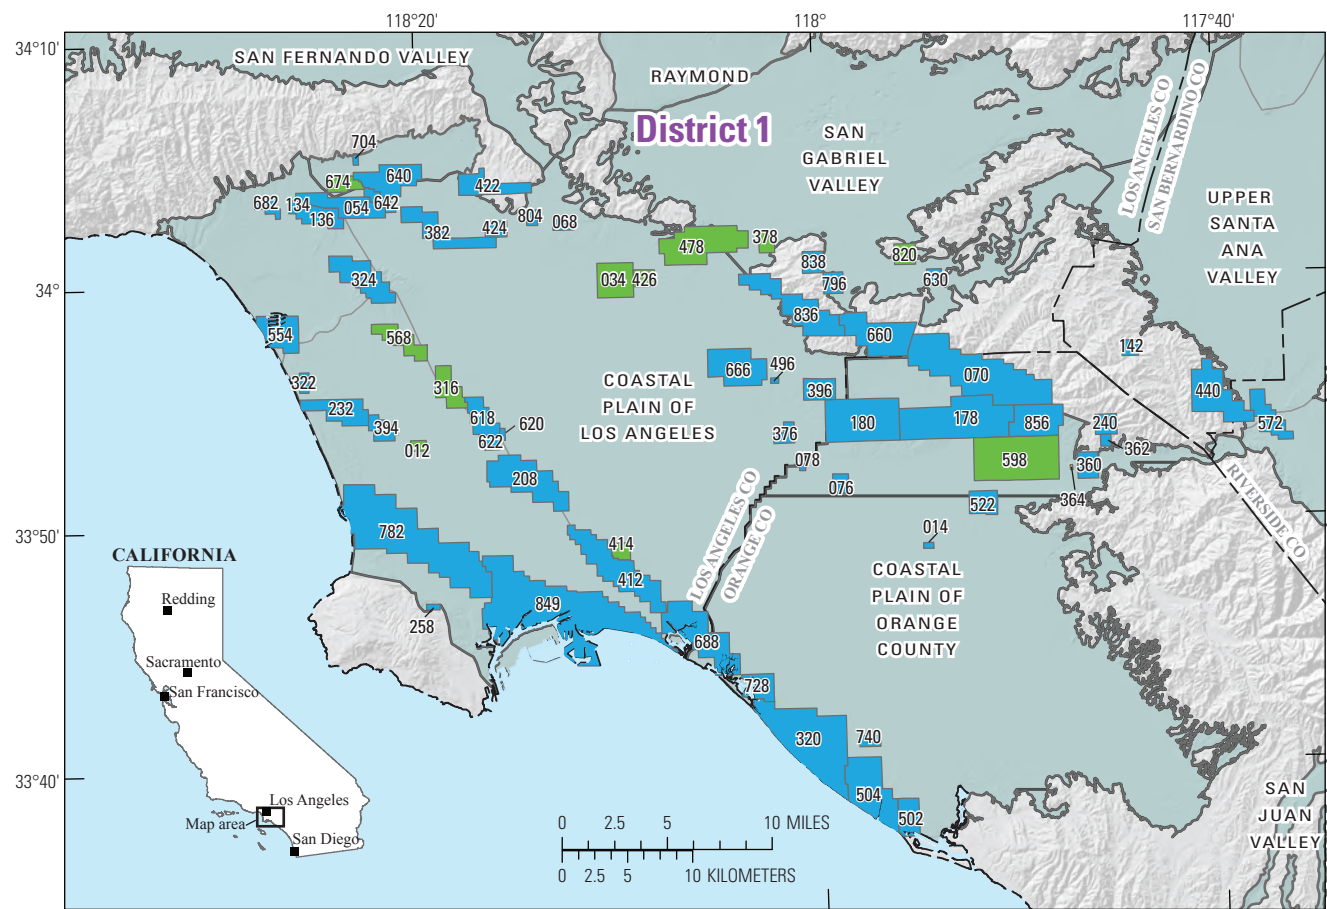 118°20'
118°
117°40'
34°10'
SAN FERNANDO VALLEY
RAYMOND
District 1
SAN
GABRIEL
VALLEY
LOS ANGELES CO
SAN BERNARDINO CO
UPPER
SANTA
ANA
VALLEY
704
674
640
422
682
134
136
054
642
382
424
804
068
478
378
838
796
820
630
034
426
34°
324
836
660
554
568
142
322
316
666
496
396
070
440
232
394
618
620
622
COASTAL
PLAIN OF
LOS ANGELES
180
178
856
240
572
376
362
012
208
078
076
598
360
364
522
RIVERSIDE CO
LOS ANGELES CO
ORANGE CO
33°50'
782
414
412
014
COASTAL
PLAIN OF
ORANGE
COUNTY
849
258
688
728
320
740
504
502
33°40'
CALIFORNIA
Redding
Sacramento
San Francisco
Los Angeles
Map area
San Diego
0 2.5 5 10 MILES
0 2.5 5 10 KILOMETERS
SAN
JUAN
VALLEY